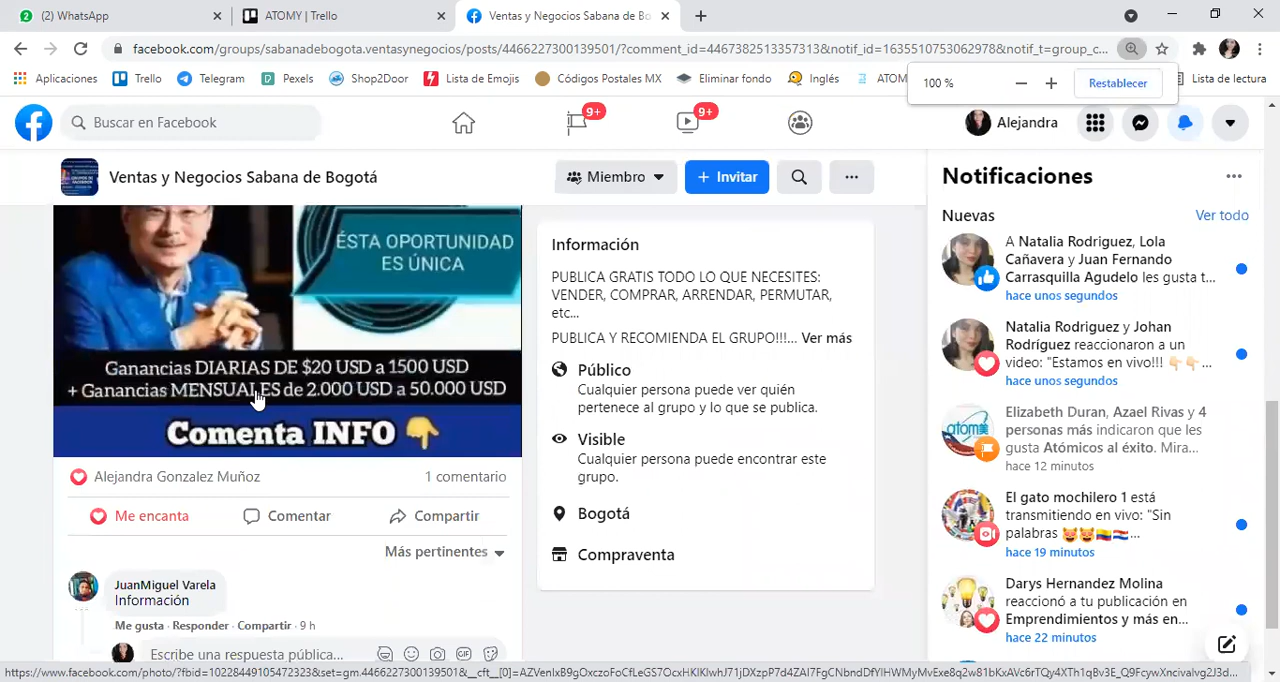 (2) WhatsApp
ATOMY | Trello
Ventas y Negocios Sabana de Bo
facebook.com/groups/sabanadebogota.ventasynegocios/posts/4466227300139501/?comment_id=4467382513357313&notif_id=1635510753062978&notif_t=group_c...
Aplicaciones
Trello
Telegram
Pexels
Shop2Door
Lista de Emojis
Códigos Postales MX
Eliminar fondo
Inglés
ATOM
Lista de lectura
100 %
Restablecer
Buscar en Facebook
9+
9+
Alejandra
Ventas y Negocios Sabana de Bogotá
Miembro
+ Invitar
ÉSTA OPORTUNIDAD
ES ÚNICA
Ganancias DIARIAS DE $20 USD a 1500 USD
+ Ganancias MENSUALES de 2.000 USD a 50.000 USD
Comenta INFO
Alejandra Gonzalez Muñoz
1 comentario
Me encanta
Comentar
Compartir
Más pertinentes
JuanMiguel Varela
Información
Me gusta · Responder · Compartir · 9 h
Escribe una respuesta pública...
Información
PUBLICA GRATIS TODO LO QUE NECESITES:
VENDER, COMPRAR, ARRENDAR, PERMUTAR,
etc...
PUBLICA Y RECOMIENDA EL GRUPO!!!... Ver más
Público
Cualquier persona puede ver quién
pertenece al grupo y lo que se publica.
Visible
Cualquier persona puede encontrar este
grupo.
Bogotá
Compraventa
Notificaciones
Nuevas
Ver todo
A Natalia Rodriguez, Lola
Cañavera y Juan Fernando
Carrasquilla Agudelo les gusta t...
hace unos segundos
Natalia Rodriguez y Johan
Rodríguez reaccionaron a un
video: "Estamos en vivo!!! 👇🏻👇🏻...
hace unos segundos
Elizabeth Duran, Azael Rivas y 4
personas más indicaron que les
gusta Atómicos al éxito. Mira...
hace 12 minutos
El gato mochilero 1 está
transmitiendo en vivo: "Sin
palabras 😻😻🇨🇴🇭🇷...
hace 19 minutos
Darys Hernandez Molina
reaccionó a tu publicación en
Emprendimientos y más en...
hace 22 minutos